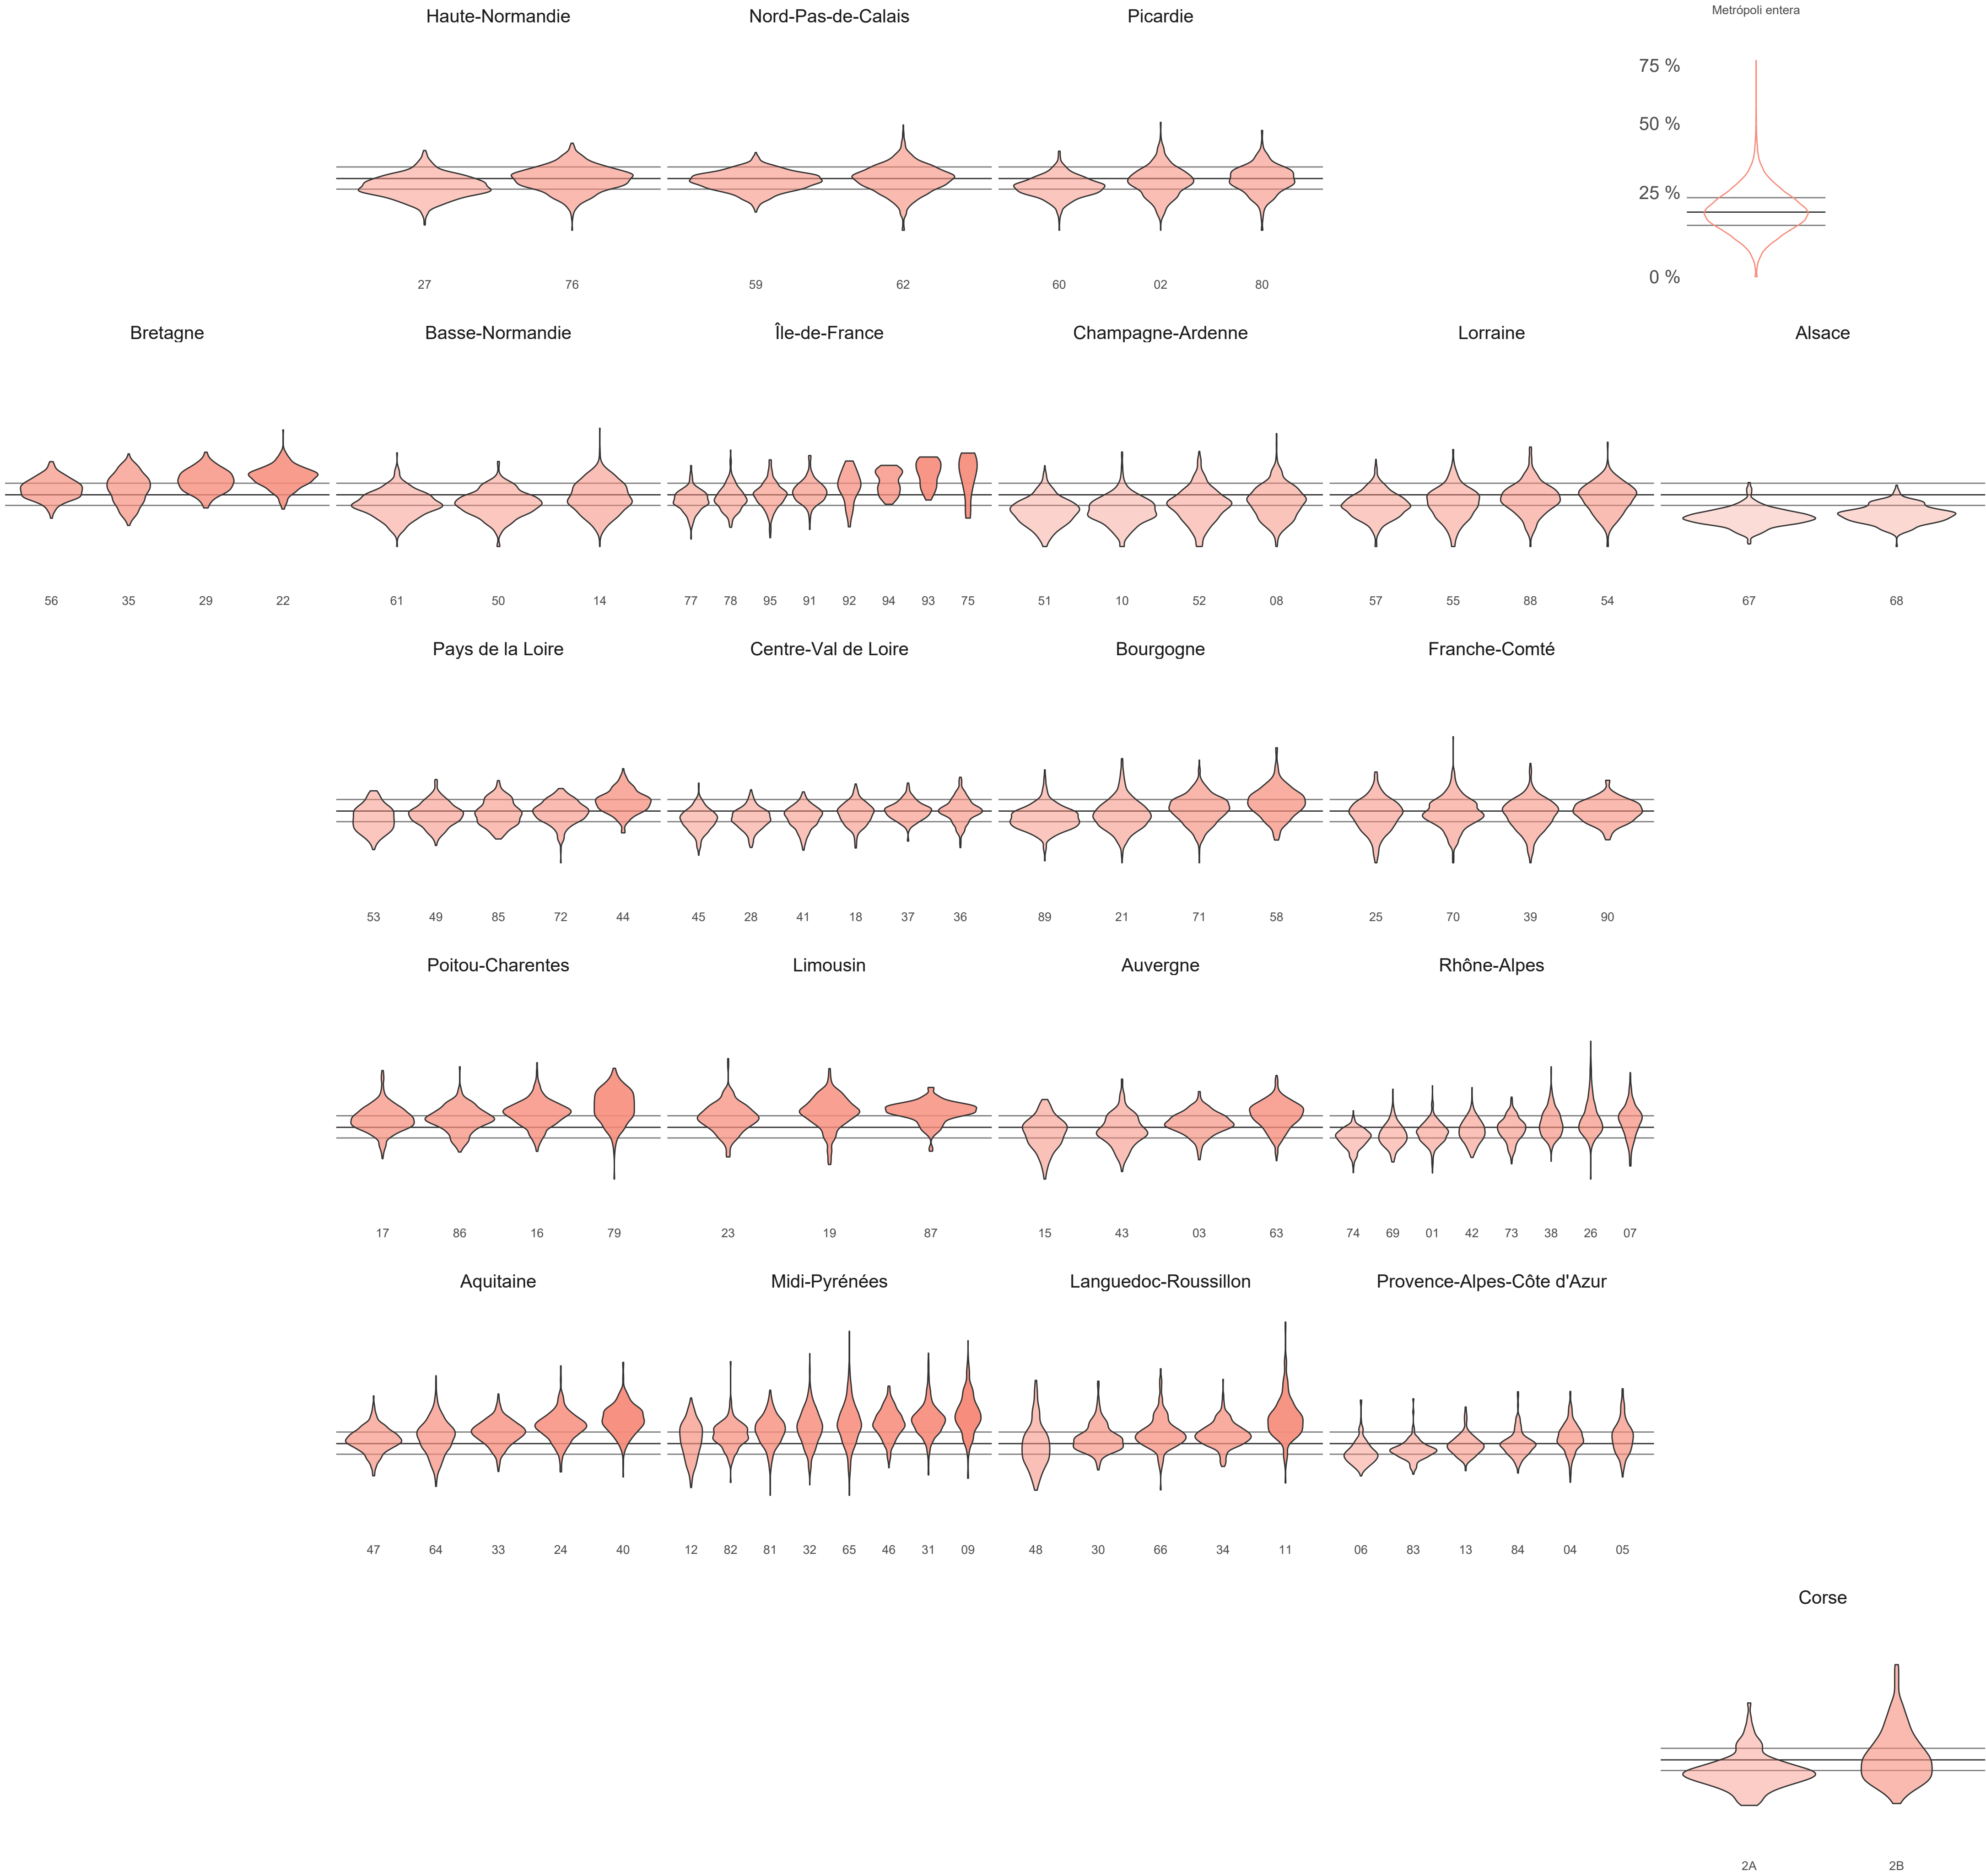 Haute-Normandie Nord-Pas-de-Calais Picardie Metrópoli entera
75 %
50 %
25 %
0 %
27 76 59 62 60 02 80
Bretagne Basse-Normandie Île-de-France Champagne-Ardenne Lorraine Alsace
56 35 29 22 61 50 14 77 78 95 91 92 94 93 75 51 10 52 08 57 55 88 54 67 68
Pays de la Loire Centre-Val de Loire Bourgogne Franche-Comté
53 49 85 72 44 45 28 41 18 37 36 89 21 71 58 25 70 39 90
Poitou-Charentes Limousin Auvergne Rhône-Alpes
17 86 16 79 23 19 87 15 43 03 63 74 69 01 42 73 38 26 07
Aquitaine Midi-Pyrénées Languedoc-Roussillon Provence-Alpes-Côte d'Azur
47 64 33 24 40 12 82 81 32 65 46 31 09 48 30 66 34 11 06 83 13 84 04 05
Corse
2A 2B